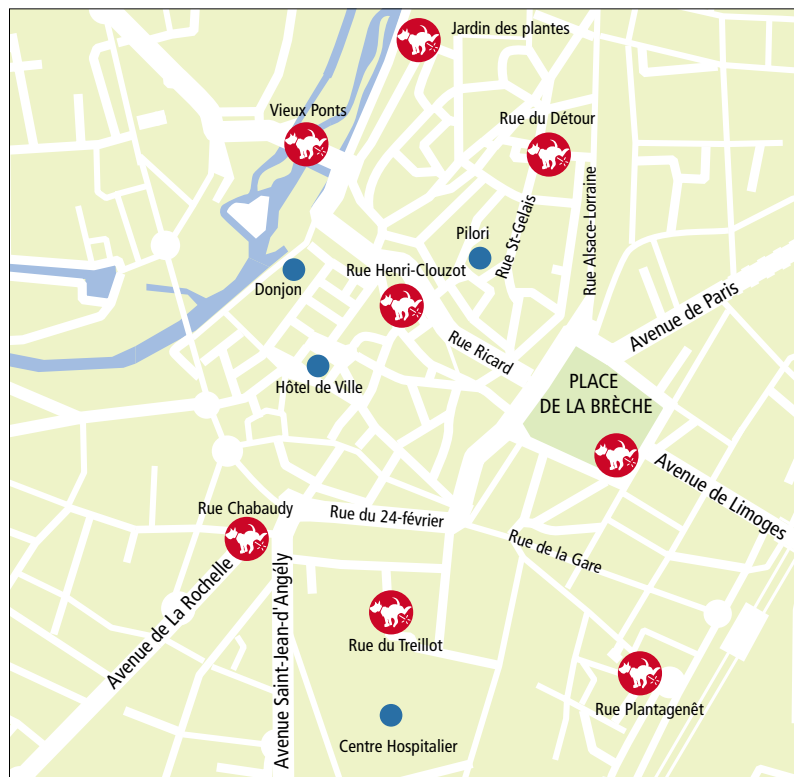 Jardin des plantes
Vieux Ponts
Rue du Détour
Rue Alsace-Lorraine
Rue St-Gelais
Pilori
Rue Henri-Clouzot
Donjon
Avenue de Paris
Rue Ricard
Hôtel de Ville
PLACE
DE LA BRÈCHE
Avenue de Limoges
Rue Chabaudy
Rue du 24-février
Rue de la Gare
Avenue de La Rochelle
Avenue Saint-Jean-d'Angély
Rue du Treillot
Rue Plantagenêt
Centre Hospitalier